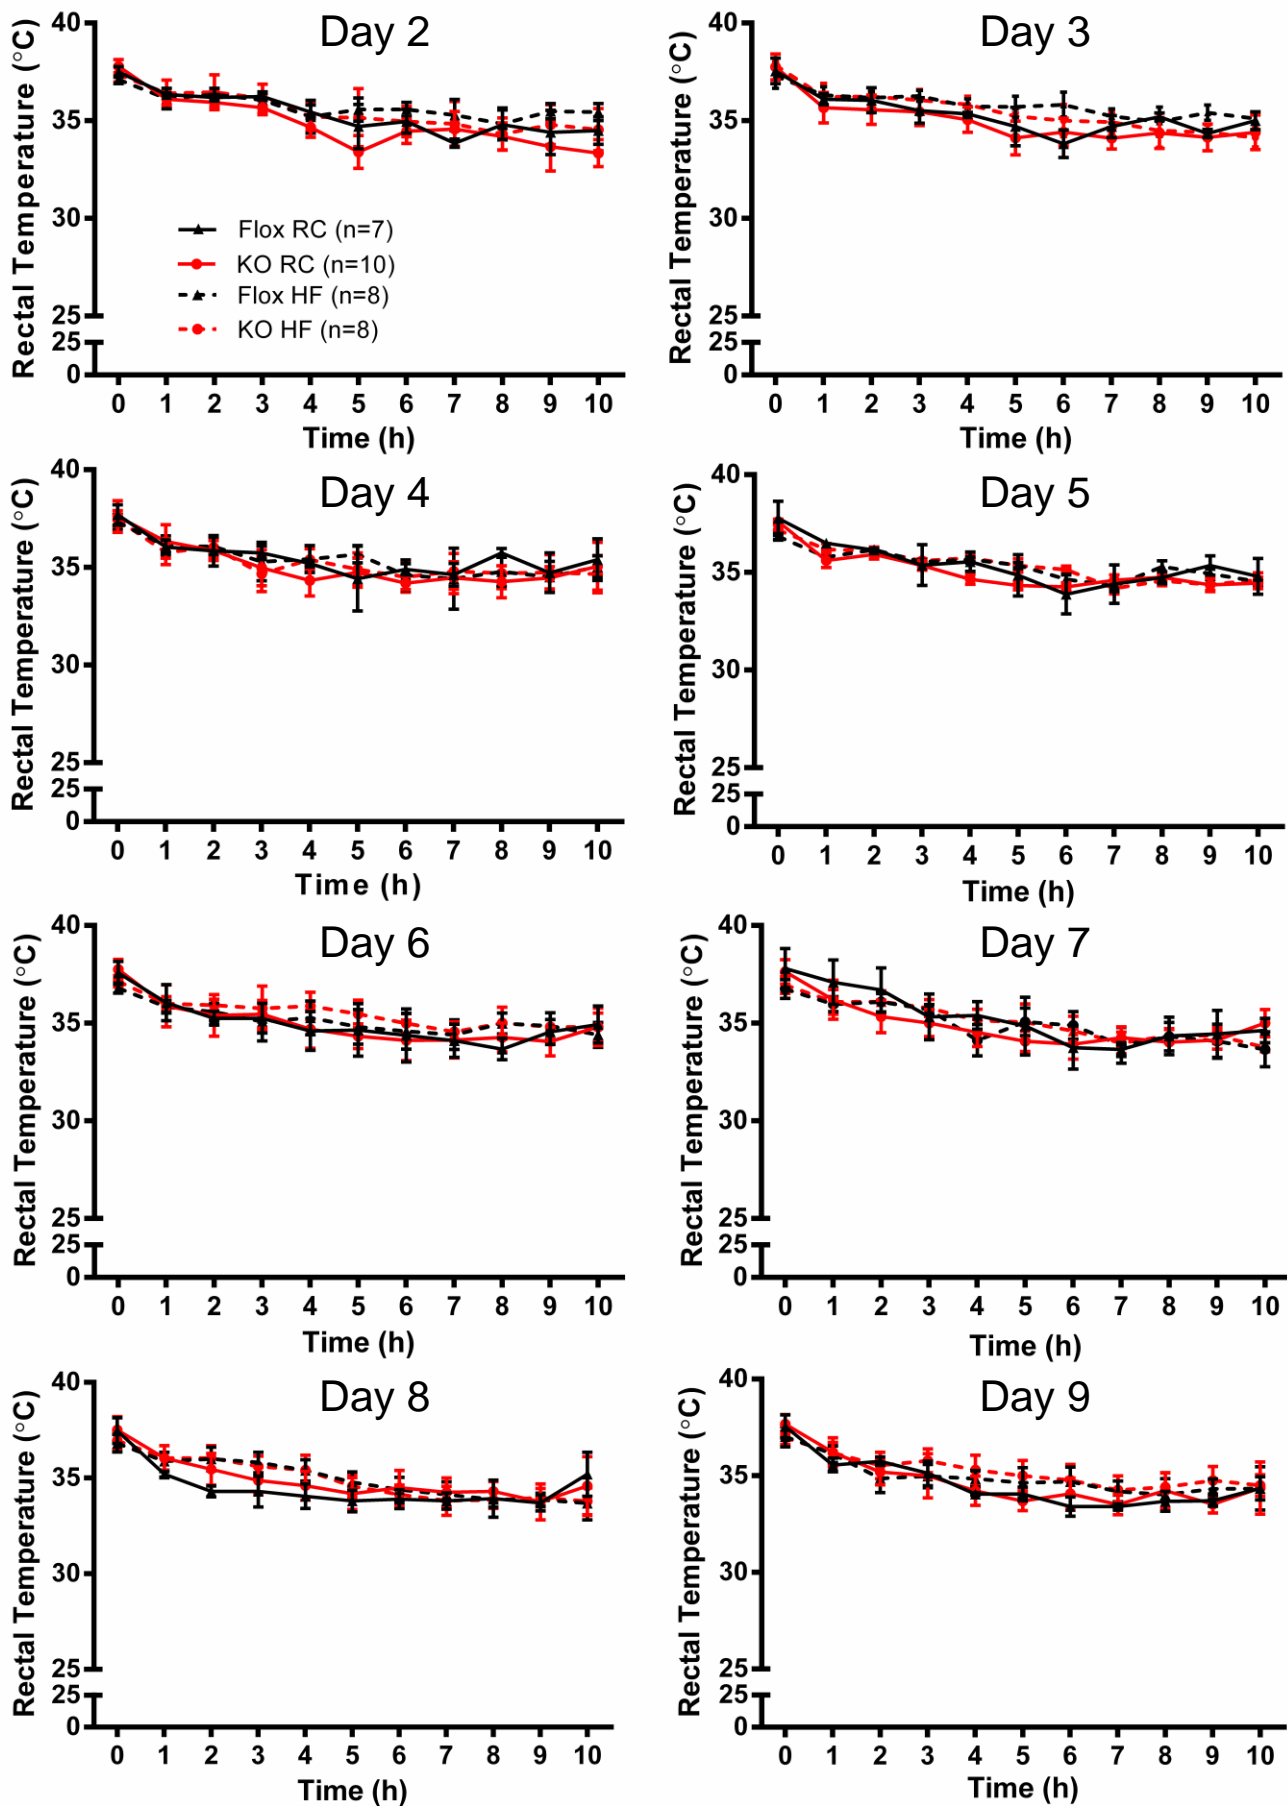 Day 2
Rectal Temperature (°C)
40
35
30
25
25
0
Flox RC (n=7)
KO RC (n=10)
Flox HF (n=8)
KO HF (n=8)
0 1 2 3 4 5 6 7 8 9 10
Time (h)
Day 3
Rectal Temperature (°C)
40
35
30
25
25
0
0 1 2 3 4 5 6 7 8 9 10
Time (h)
Day 4
Rectal Temperature (°C)
40
35
30
25
25
0
0 1 2 3 4 5 6 7 8 9 10
Time (h)
Day 5
Rectal Temperature (°C)
40
35
30
25
25
0
0 1 2 3 4 5 6 7 8 9 10
Time (h)
Day 6
Rectal Temperature (°C)
40
35
30
25
25
0
0 1 2 3 4 5 6 7 8 9 10
Time (h)
Day 7
Rectal Temperature (°C)
40
35
30
25
25
0
0 1 2 3 4 5 6 7 8 9 10
Time (h)
Day 8
Rectal Temperature (°C)
40
35
30
25
25
0
0 1 2 3 4 5 6 7 8 9 10
Time (h)
Day 9
Rectal Temperature (°C)
40
35
30
25
25
0
0 1 2 3 4 5 6 7 8 9 10
Time (h)